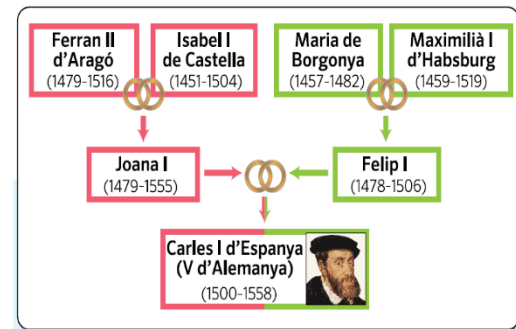 Ferran II
d'Aragó
(1479-1516)
Isabel I
de Castella
(1451-1504)
Maria de
Borgonya
(1457-1482)
Maximilià I
d'Habsburg
(1459-1519)
Joana I
(1479-1555)
Felip I
(1478-1506)
Carles I d'Espanya
(V d'Alemanya)
(1500-1558)